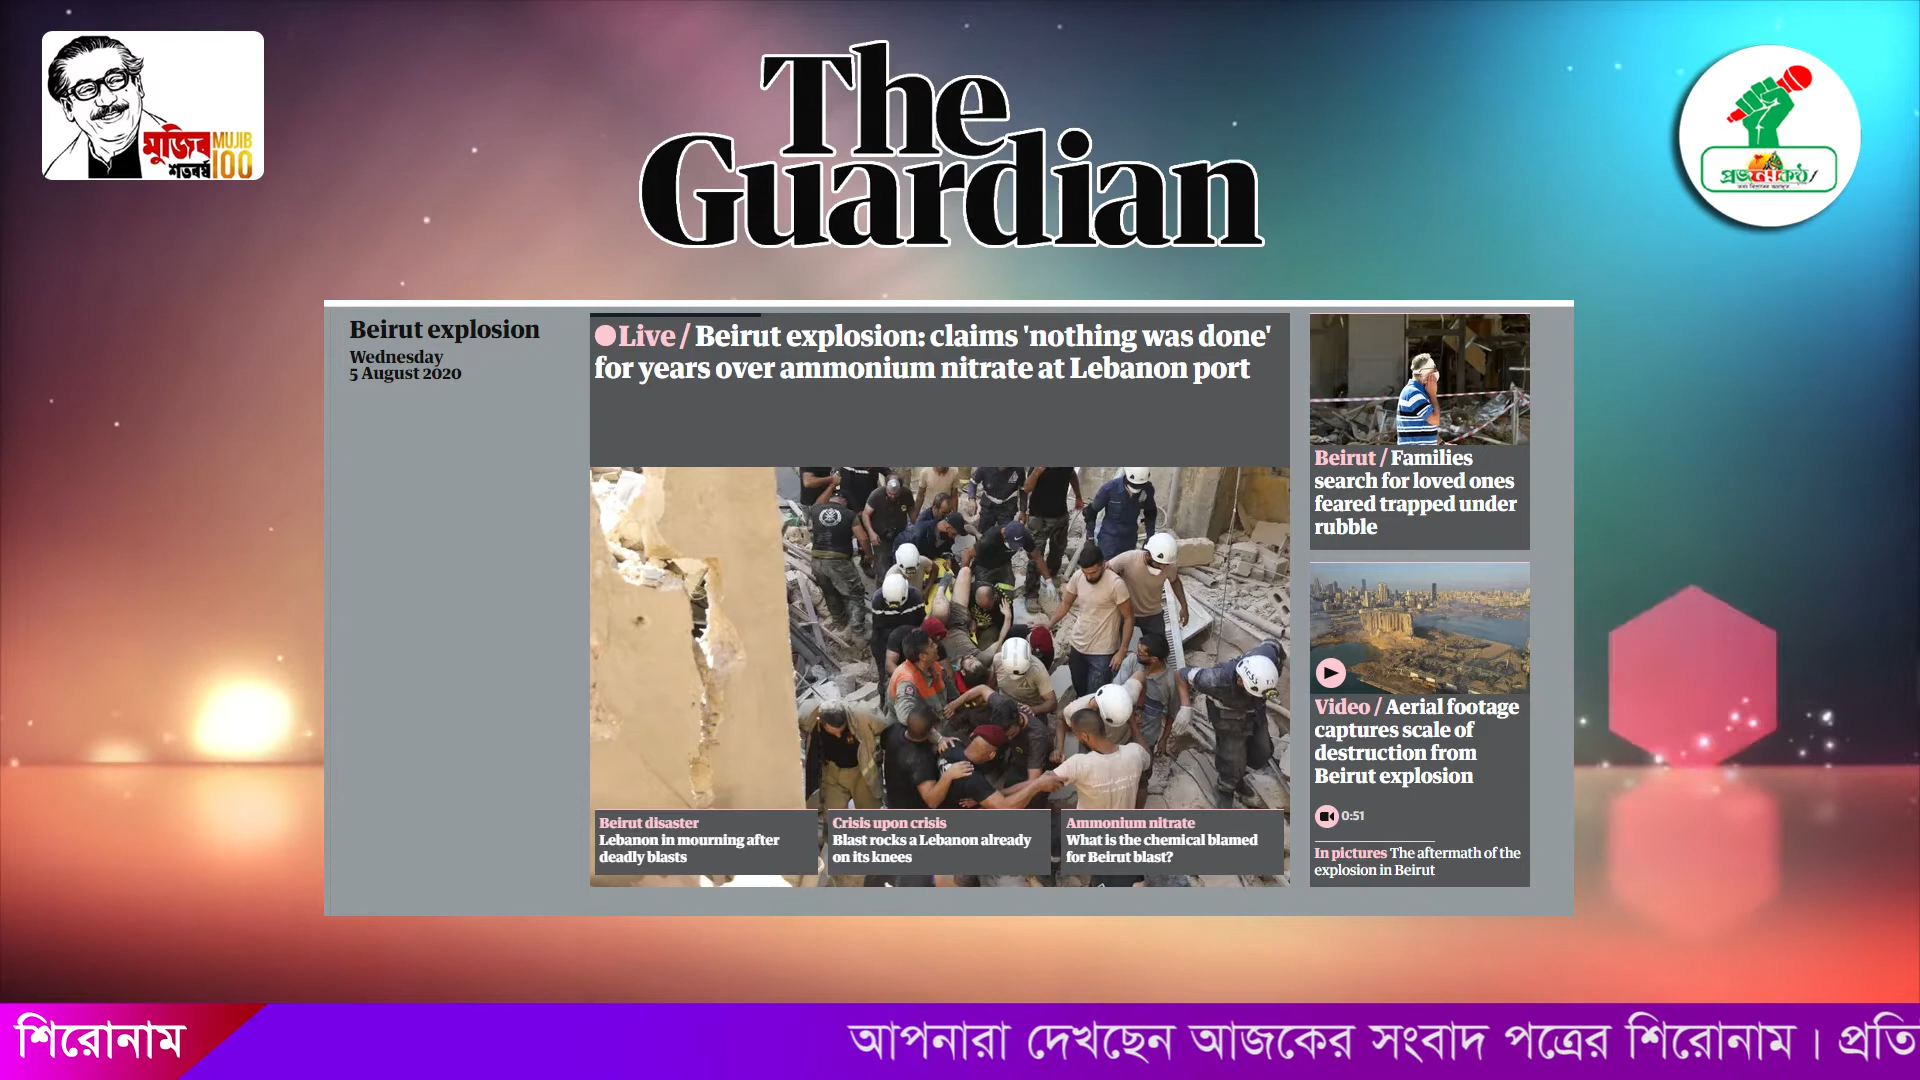 মুজিব
শতবর্ষ
MUJIB
100
The
Guardian
প্রজন্মকণ্ঠ
Beirut explosion
Wednesday
5 August 2020
Live / Beirut explosion: claims 'nothing was done'
for years over ammonium nitrate at Lebanon port
Beirut disaster
Lebanon in mourning after
deadly blasts
Crisis upon crisis
Blast rocks a Lebanon already
on its knees
Ammonium nitrate
What is the chemical blamed
for Beirut blast?
Beirut / Families
search for loved ones
feared trapped under
rubble
Video / Aerial footage
captures scale of
destruction from
Beirut explosion
0:51
In pictures The aftermath of the
explosion in Beirut
শিরোনাম
আপনারা দেখছেন আজকের সংবাদ পত্রের শিরোনাম । প্রতি